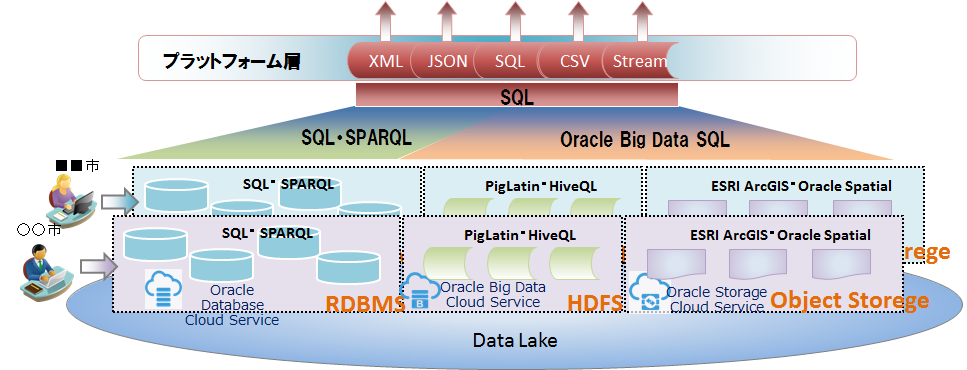 プラットフォーム層
XML
JSON
SQL
CSV
Stream
SQL
SQL・SPARQL
Oracle Big Data SQL
■■市
SQL・SPARQL
PigLatin・HiveQL
ESRI ArcGIS・Oracle Spatial
○○市
SQL・SPARQL
PigLatin・HiveQL
ESRI ArcGIS・Oracle Spatial
rege
Oracle
Database
Cloud Service
RDBMS
Oracle Big Data
Cloud Service
HDFS
Oracle Storage
Cloud Service
Object Storege
Data Lake